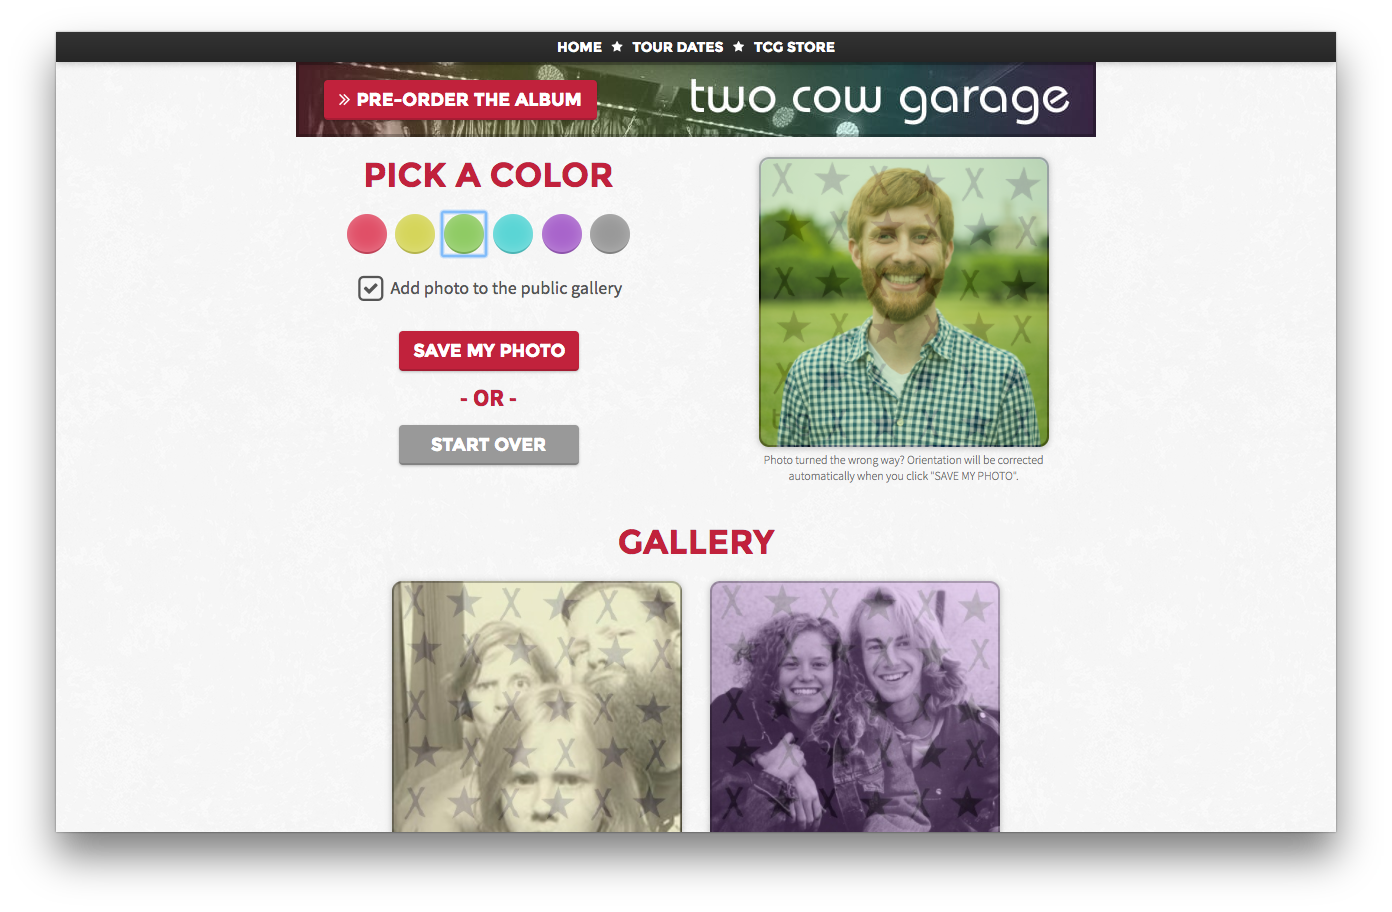 HOME ★ TOUR DATES ★ TCG STORE
» PRE-ORDER THE ALBUM
two cow garage
PICK A COLOR
Add photo to the public gallery
SAVE MY PHOTO
- OR -
START OVER
Photo turned the wrong way? Orientation will be corrected
automatically when you click "SAVE MY PHOTO".
GALLERY